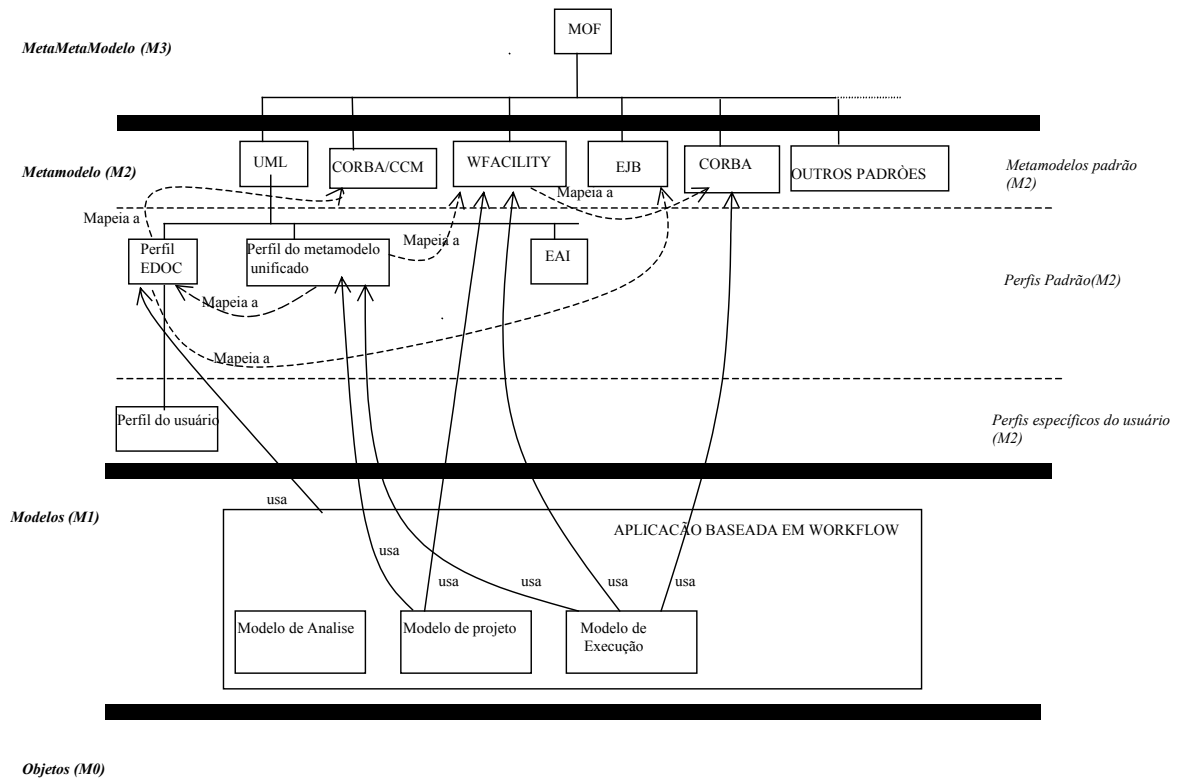 MOF
MetaMetaModelo (M3)
UML
CORBA/CCM
WFACILITY
EJB
CORBA
OUTROS PADRÒES
Metamodelos padrão
(M2)
Metamodelo (M2)
Mapeia a
Mapeia a
Mapeia a
Perfil
EDOC
Perfil do metamodelo
unificado
EAI
Perfis Padrão(M2)
Mapeia a
Mapeia a
Perfil do usuário
Perfis específicos do usuário
(M2)
usa
Modelos (M1)
APLICACÃO BASEADA EM WORKFLOW
usa
usa
usa
usa
usa
Modelo de Analise
Modelo de projeto
Modelo de
Execução
Objetos (M0)